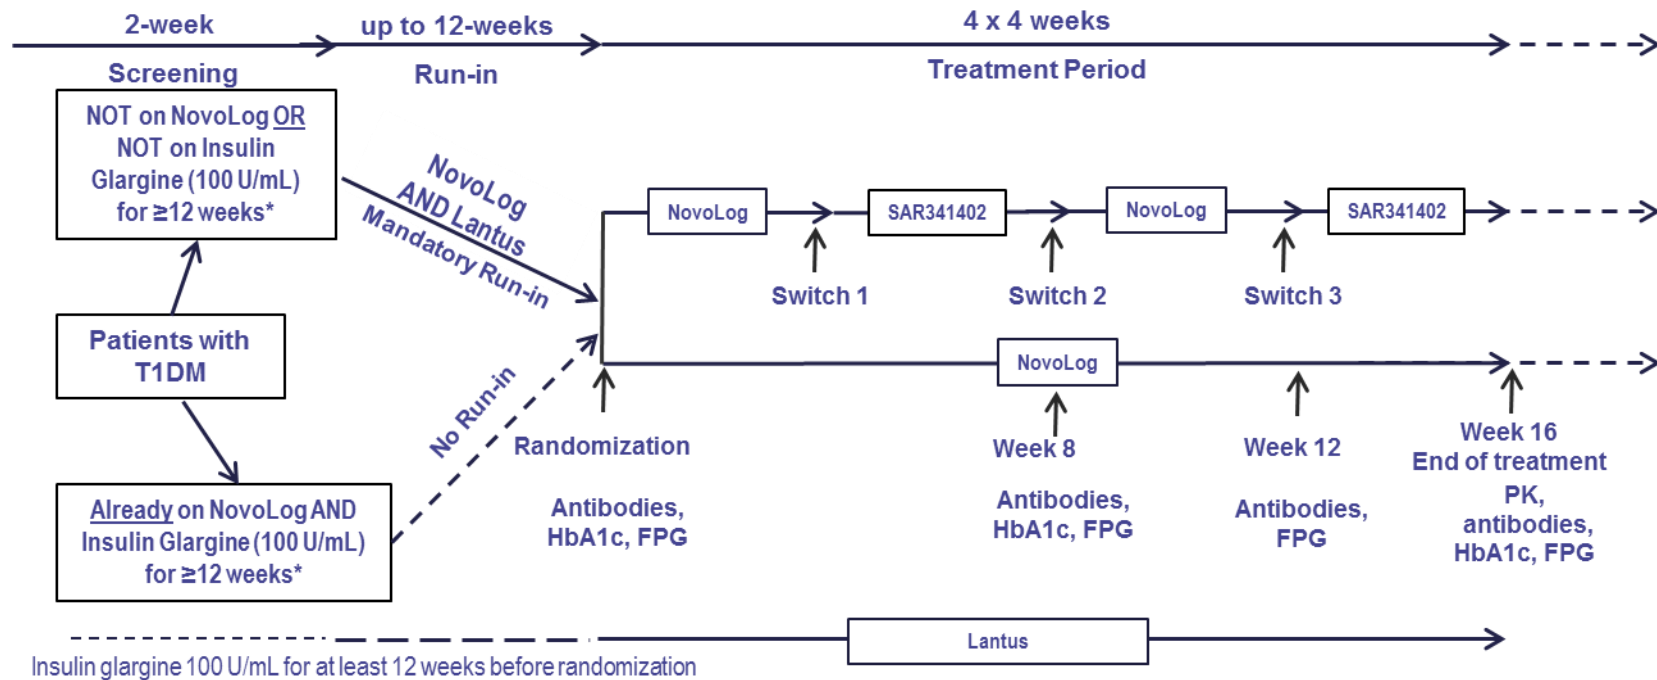 2-week
up to 12-weeks
4 x 4 weeks
Screening
Run-in
Treatment Period
NOT on NovoLog OR
NOT on Insulin
Glargine (100 U/mL)
for ≥12 weeks*
NovoLog
AND Lantus
Mandatory Run-in
NovoLog
SAR341402
NovoLog
SAR341402
Switch 1
Switch 2
Switch 3
Patients with
T1DM
No Run-in
NovoLog
Randomization
Antibodies,
HbA1c, FPG
Week 8
Antibodies,
HbA1c, FPG
Week 12
Antibodies,
FPG
Week 16
End of treatment
PK,
antibodies,
HbA1c, FPG
Already on NovoLog AND
Insulin Glargine (100 U/mL)
for ≥12 weeks*
Lantus
Insulin glargine 100 U/mL for at least 12 weeks before randomization